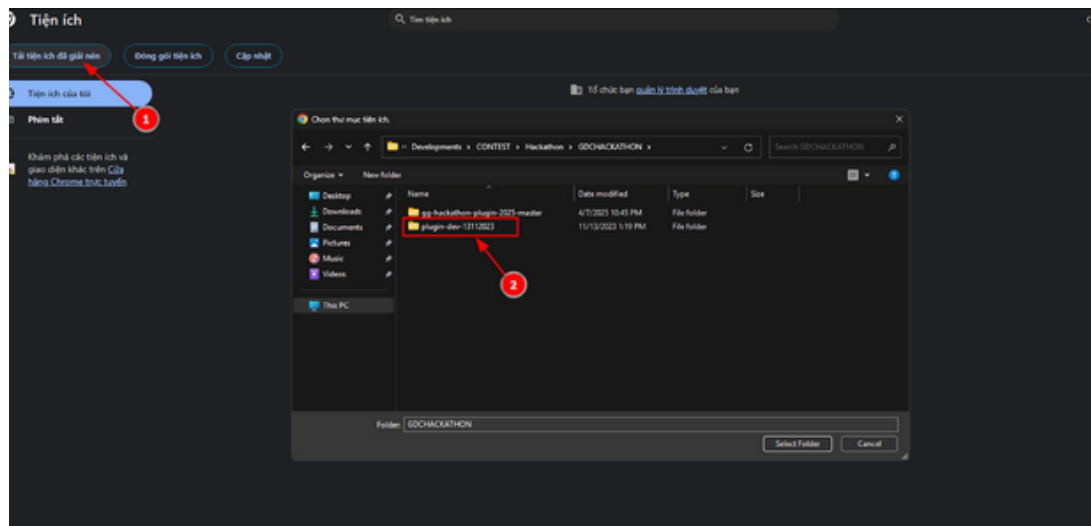 Tiện ích
Tìm tiện ích
Tải tiện ích đã giải nén
Đóng gói tiện ích
Cập nhật
Tiện ích của tôi
Tổ chức bạn quản lý trình duyệt của bạn
Phím tắt
1
Khám phá các tiện ích và
giao diện khác trên Cửa
hàng Chrome trực tuyến
Chọn thư mục tiện ích.
Developments > CONTEST > Hackathon > GDCHACKATHON >
Search GDCHACKATHON
Organize
New folder
Desktop
Downloads
Documents
Pictures
Music
Videos
This PC
Name
Date modified
Type
Size
gg-hackathon-plugin-2025-master
4/7/2025 10:45 PM
File folder
plugin-dev-13112023
11/13/2023 1:19 PM
File folder
2
Folder:
GDCHACKATHON
Select Folder
Cancel